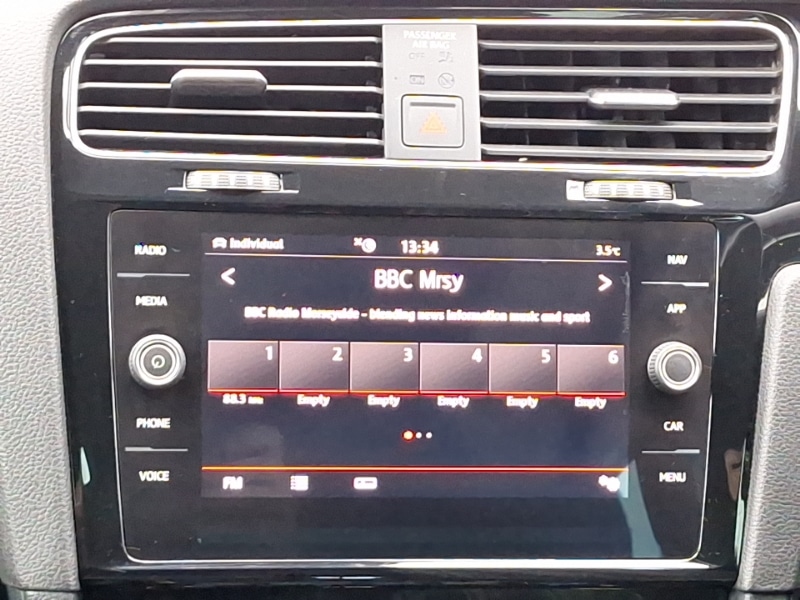 PASSENGER
AIR BAG
OFF
RADIO
MEDIA
PHONE
VOICE
Individual
13:34
3.5°C
< BBC Mrsy >
BBC Radio Merseyside - blending news information music and sport
1 2 3 4 5 6
88.3 Empty Empty Empty Empty Empty
FM
NAV
APP
CAR
MENU